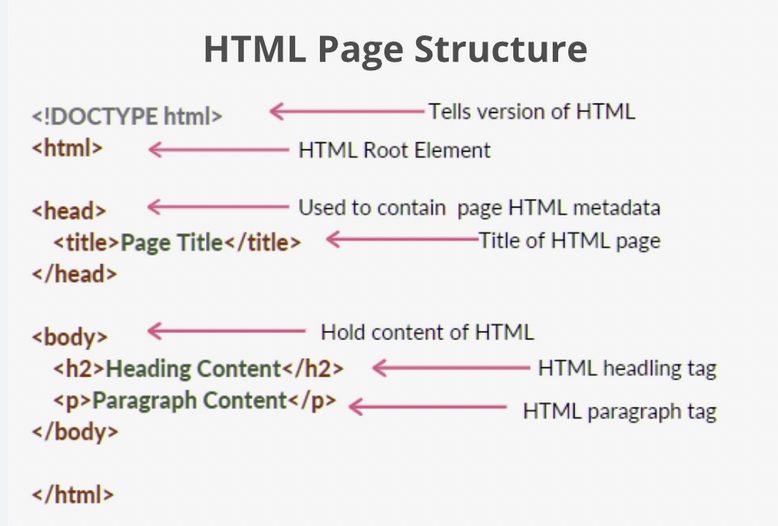 HTML Page Structure
<!DOCTYPE html> Tells version of HTML
<html> HTML Root Element
<head> Used to contain page HTML metadata
<title>Page Title</title> Title of HTML page
</head>
<body> Hold content of HTML
<h2>Heading Content</h2> HTML headling tag
<p>Paragraph Content</p> HTML paragraph tag
</body>
</html>